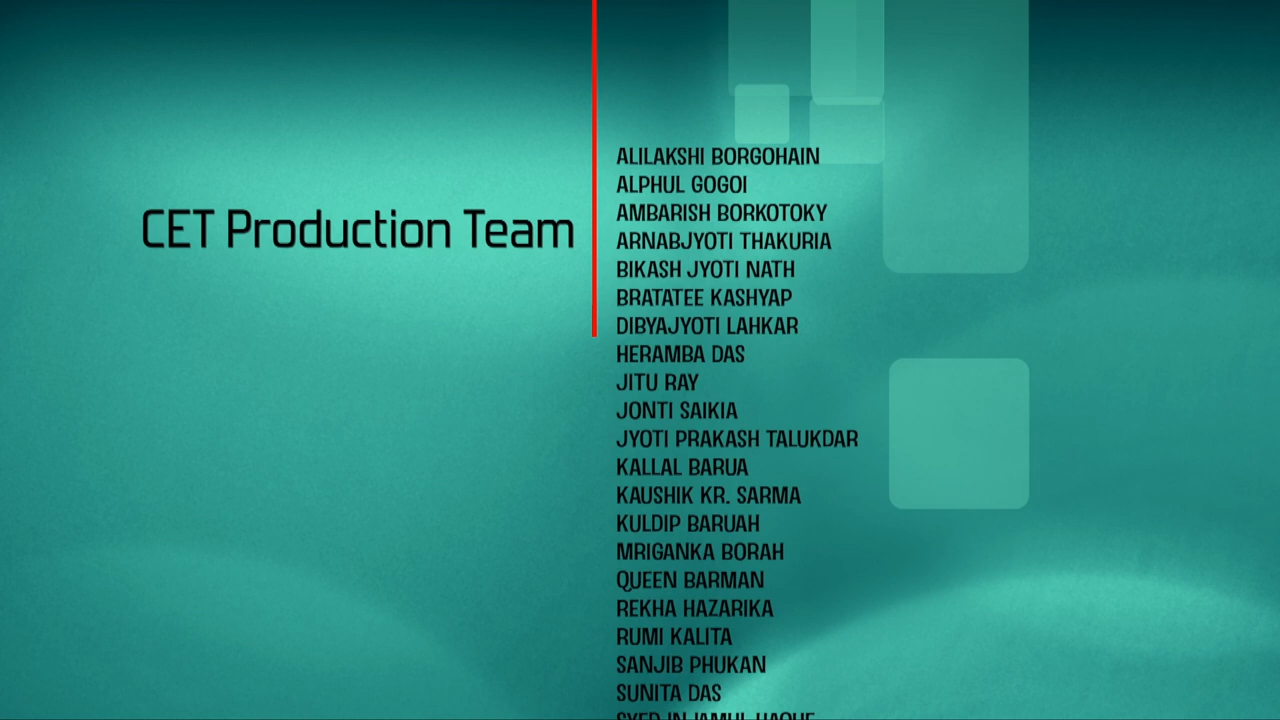 CET Production Team
ALILAKSHI BORGOHAIN
ALPHUL GOGOI
AMBARISH BORKOTOKY
ARNABJYOTI THAKURIA
BIKASH JYOTI NATH
BRATATEE KASHYAP
DIBYAJYOTI LAHKAR
HERAMBA DAS
JITU RAY
JONTI SAIKIA
JYOTI PRAKASH TALUKDAR
KALLAL BARUA
KAUSHIK KR. SARMA
KULDIP BARUAH
MRIGANKA BORAH
QUEEN BARMAN
REKHA HAZARIKA
RUMI KALITA
SANJIB PHUKAN
SUNITA DAS